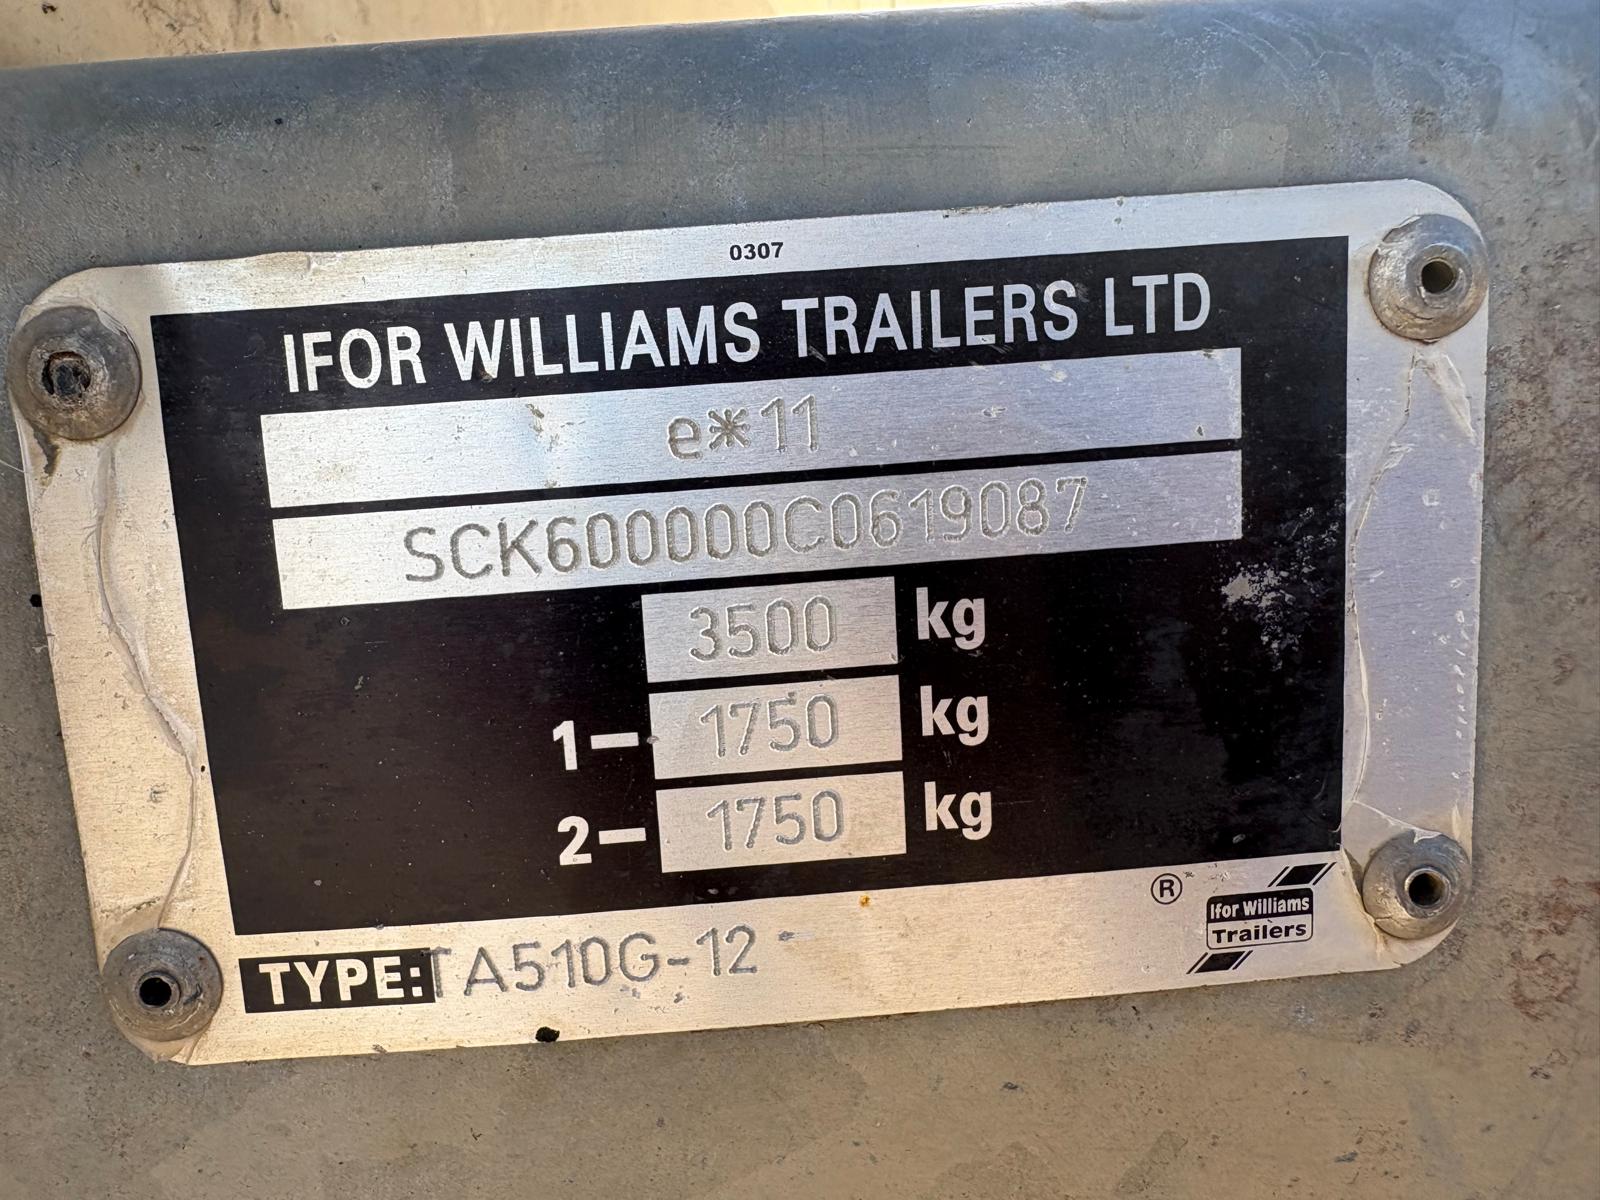 0307
IFOR WILLIAMS TRAILERS LTD
e*11
SCK600000C0619087
3500 kg
1- 1750 kg
2- 1750 kg
®
Ifor Williams
Trailers
TYPE: TA510G-12